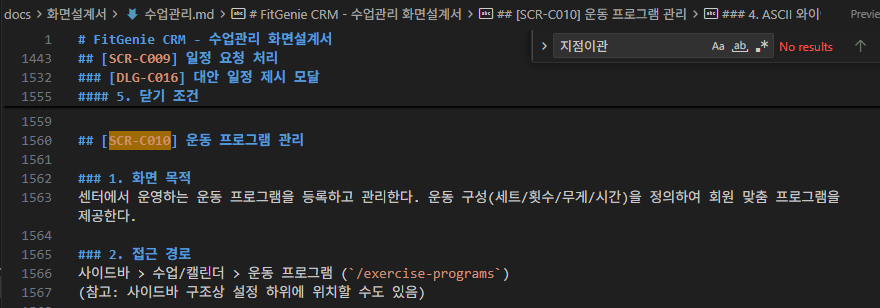 docs > 화면설계서 > 수업관리.md > # FitGenie CRM - 수업관리 화면설계서 > ## [SCR-C010] 운동 프로그램 관리 > ### 4. ASCII 와이
Preview
지점이관
Aa ab, .*
No results
1 # FitGenie CRM - 수업관리 화면설계서
1443 ## [SCR-C009] 일정 요청 처리
1532 ### [DLG-C016] 대안 일정 제시 모달
1555 #### 5. 닫기 조건
1559
1560 ## [SCR-C010] 운동 프로그램 관리
1561
1562 ### 1. 화면 목적
1563 센터에서 운영하는 운동 프로그램을 등록하고 관리한다. 운동 구성(세트/횟수/무게/시간)을 정의하여 회원 맞춤 프로그램을
제공한다.
1564
1565 ### 2. 접근 경로
1566 사이드바 > 수업/캘린더 > 운동 프로그램 (`/exercise-programs`)
1567 (참고: 사이드바 구조상 설정 하위에 위치할 수도 있음)